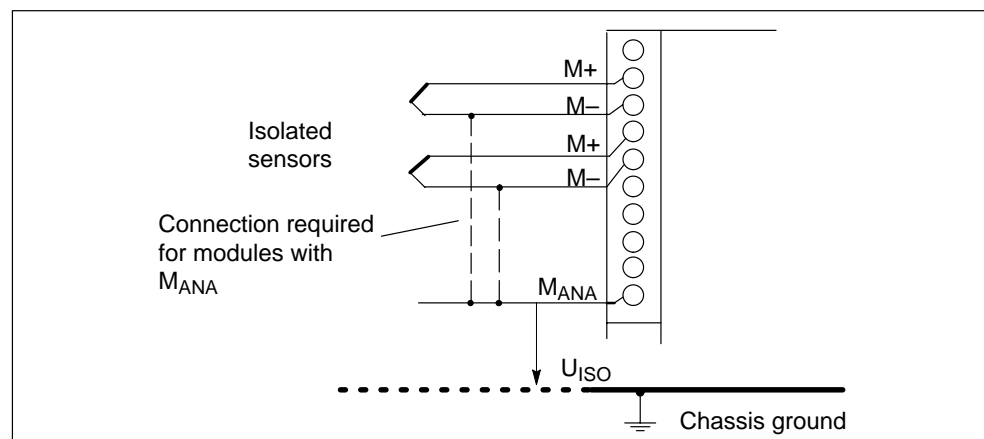 M+
M–
Isolated
sensors
M+
M–
Connection required
for modules with
MANA
MANA
UISO
Chassis ground